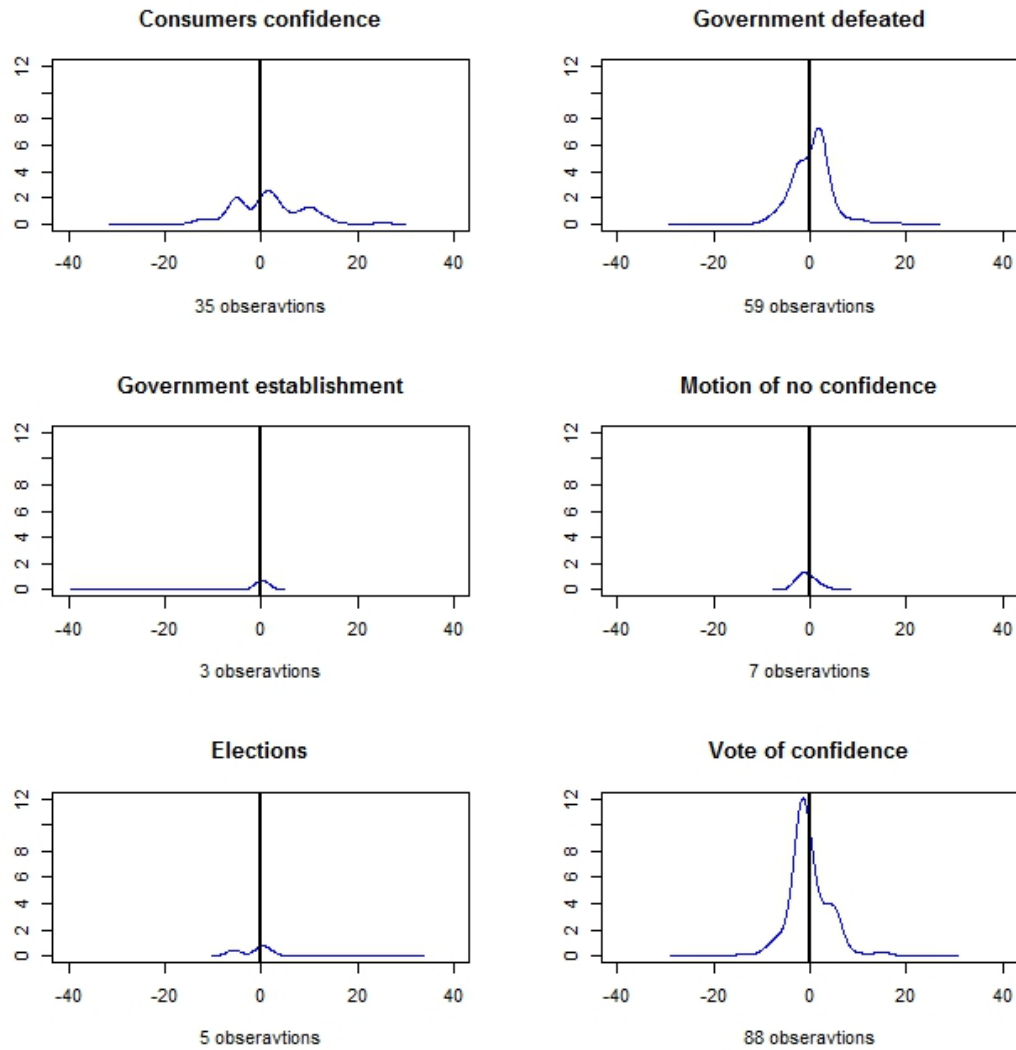 Consumers confidence
12
8
6
4
2
0
-40 -20 0 20 40
35 obseravtions
Government defeated
12
8
6
4
2
0
-40 -20 0 20 40
59 obseravtions
Government establishment
12
8
6
4
2
0
-40 -20 0 20 40
3 obseravtions
Motion of no confidence
12
8
6
4
2
0
-40 -20 0 20 40
7 obseravtions
Elections
12
8
6
4
2
0
-40 -20 0 20 40
5 obseravtions
Vote of confidence
12
8
6
4
2
0
-40 -20 0 20 40
88 obseravtions